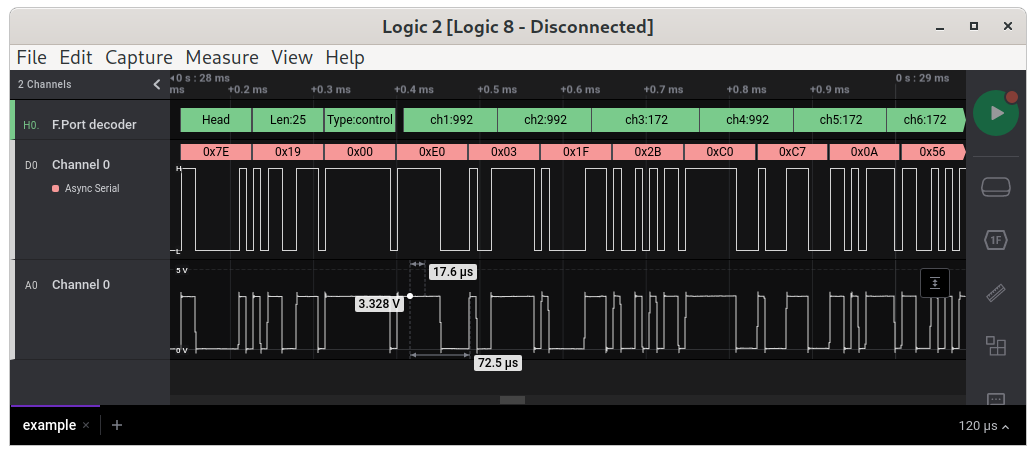 Logic 2 [Logic 8 - Disconnected]
File Edit Capture Measure View Help
2 Channels
0 s : 28 ms
0 s : 29 ms
ms +0.2 ms +0.3 ms +0.4 ms +0.5 ms +0.6 ms +0.7 ms +0.8 ms +0.9 ms
H0. F.Port decoder
Head Len:25 Type:control ch1:992 ch2:992 ch3:172 ch4:992 ch5:172 ch6:172
D0 Channel 0
0x7E 0x19 0x00 0xE0 0x03 0x1F 0x2B 0xC0 0xC7 0x0A 0x56
Async Serial
H
L
A0 Channel 0
5 V
17.6 µs
3.328 V
0 V
72.5 µs
1F
example × +
120 µs